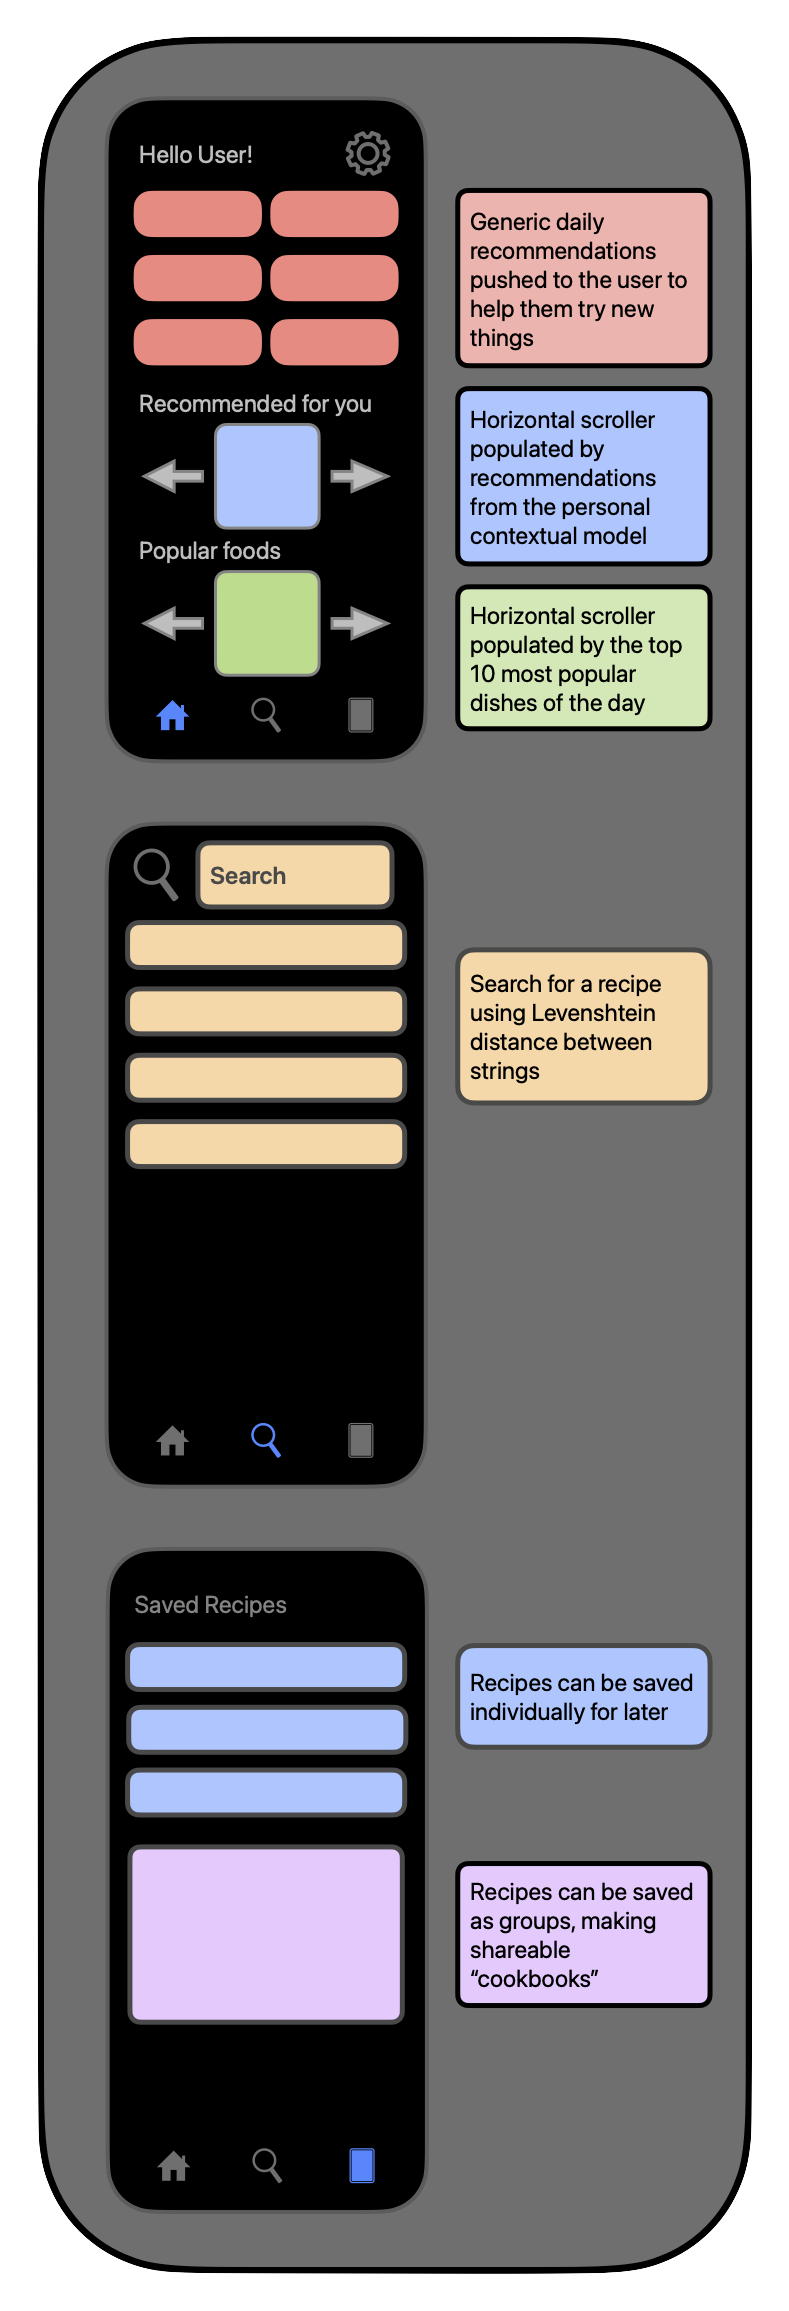 Hello User!
Generic daily
recommendations
pushed to the user to
help them try new
things
Recommended for you
Horizontal scroller
populated by
recommendations
from the personal
contextual model
Popular foods
Horizontal scroller
populated by the top
10 most popular
dishes of the day
Search
Search for a recipe
using Levenshtein
distance between
strings
Saved Recipes
Recipes can be saved
individually for later
Recipes can be saved
as groups, making
shareable
“cookbooks”